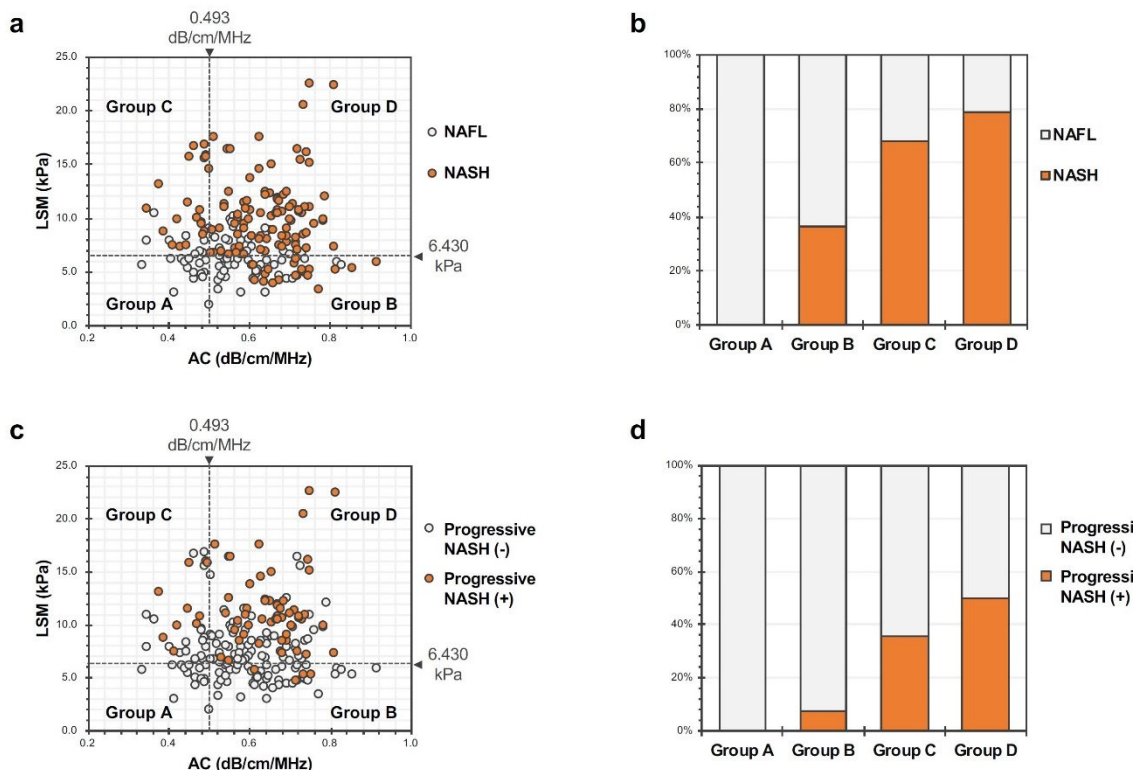 a
0.493
dB/cm/MHz
25.0
20.0
15.0
10.0
5.0
0.0
LSM (kPa)
Group C
Group D
Group A
Group B
NAFL
NASH
6.430
kPa
0.2
0.4
0.6
0.8
1.0
AC (dB/cm/MHz)
b
100%
80%
60%
40%
20%
0%
Group A
Group B
Group C
Group D
NAFL
NASH
c
0.493
dB/cm/MHz
25.0
20.0
15.0
10.0
5.0
0.0
LSM (kPa)
Group C
Group D
Group A
Group B
Progressive
NASH (-)
Progressive
NASH (+)
6.430
kPa
0.2
0.4
0.6
0.8
1.0
AC (dB/cm/MHz)
d
100%
80%
60%
40%
20%
0%
Group A
Group B
Group C
Group D
Progressi
NASH (-)
Progressi
NASH (+)